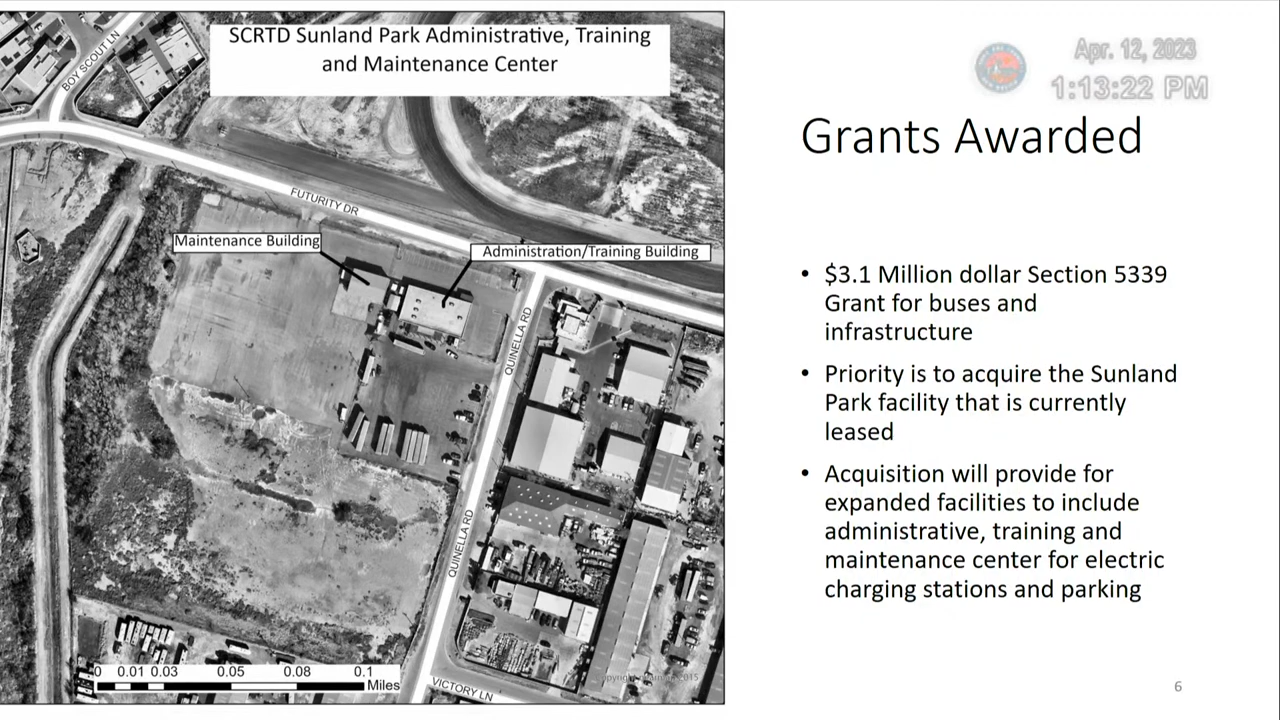 SCRTD Sunland Park Administrative, Training
and Maintenance Center
BOY SCOUT LN
FUTURITY DR
Maintenance Building
Administration/Training Building
QUINELLA RD
QUINELLA RD
VICTORY LN
0 0.01 0.03 0.05 0.08 0.1
Miles
2015
Apr. 12, 2023
1:13:22 PM
Grants Awarded
• $3.1 Million dollar Section 5339
Grant for buses and
infrastructure
• Priority is to acquire the Sunland
Park facility that is currently
leased
• Acquisition will provide for
expanded facilities to include
administrative, training and
maintenance center for electric
charging stations and parking
6